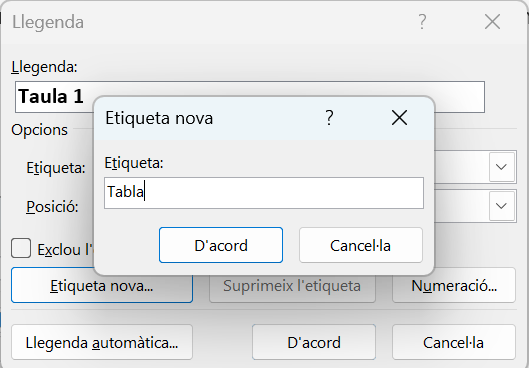 Llegenda
Llegenda:
Taula 1
Opcions
Etiqueta:
Posició:
Exclou l'
Etiqueta nova...
Suprimeix l'etiqueta
Numeració...
Llegenda automàtica...
D'acord
Cancel·la
Etiqueta nova
Etiqueta:
Tabla
D'acord
Cancel·la